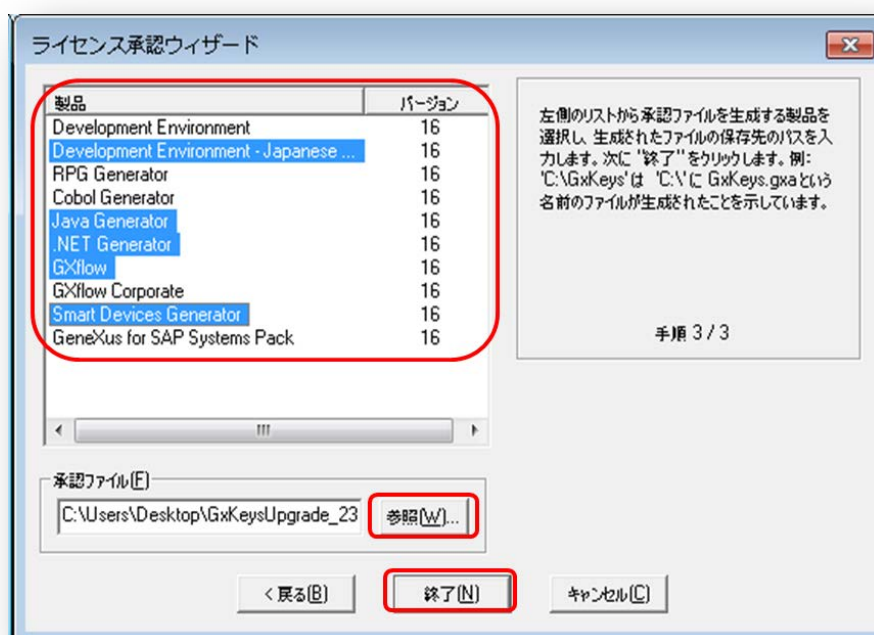 ライセンス承認ウィザード
製品 バージョン
Development Environment 16
Development Environment - Japanese ... 16
RPG Generator 16
Cobol Generator 16
Java Generator 16
.NET Generator 16
GXflow 16
GXflow Corporate 16
Smart Devices Generator 16
GeneXus for SAP Systems Pack 16
左側のリストから承認ファイルを生成する製品を
選択し、生成されたファイルの保存先のパスを入
力します。次に "終了"をクリックします。例:
'C:\GxKeys'は 'C:\'に GxKeys.gxaという
名前のファイルが生成されたことを示しています。
手順 3 / 3
承認ファイル(F)
C:\Users\Desktop\GxKeysUpgrade_23
参照(W)...
< 戻る(B)
終了(N)
キャンセル(C)